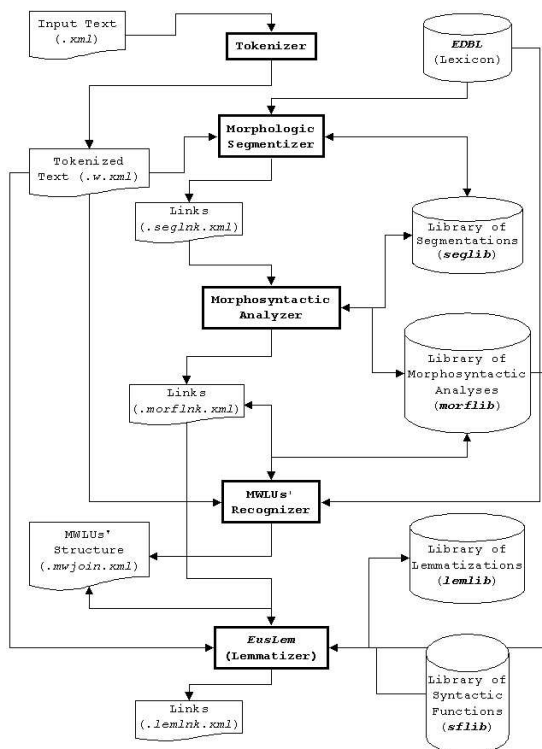 Input Text
(.xml)
Tokenizer
EDBL
(Lexicon)
Morphologic
Segmentizer
Tokenized
Text (.w.xml)
Links
(.seglnk.xml)
Library of
Segmentations
(seglib)
Morphosyntactic
Analyzer
Library of
Morphosyntactic
Analyses
(morflib)
Links
(.morflnk.xml)
MWLUs'
Recognizer
MWLUs'
Structure
(.mwjoin.xml)
Library of
Lemmatizations
(lemlib)
EusLem
(Lemmatizer)
Library of
Syntactic
Functions
(sflib)
Links
(.lemlnk.xml)